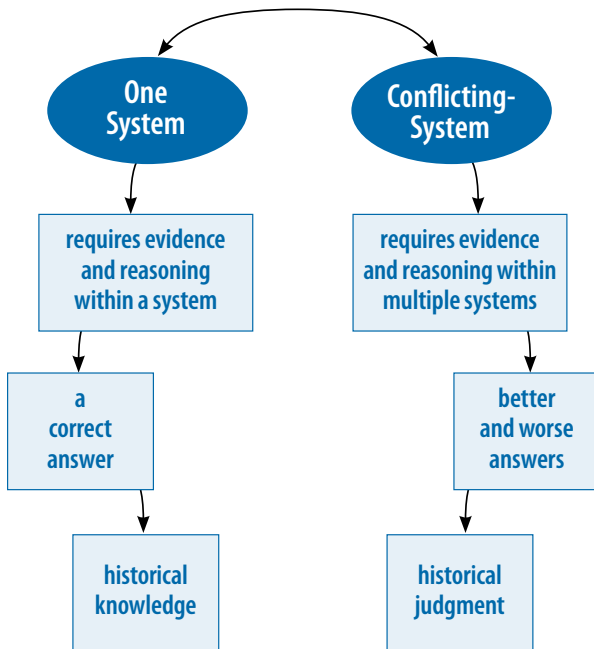 One
System
Conflicting-
System
requires evidence
and reasoning
within a system
requires evidence
and reasoning within
multiple systems
a
correct
answer
better
and worse
answers
historical
knowledge
historical
judgment